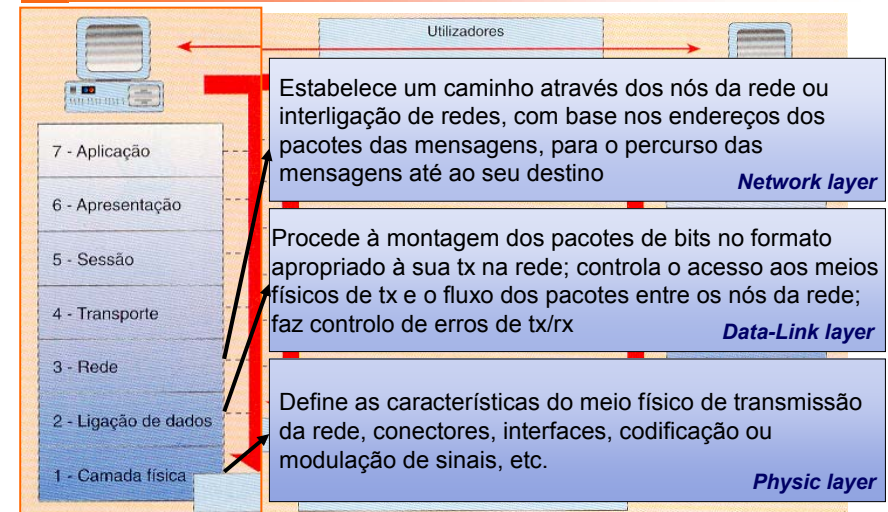 Utilizadores
7 - Aplicação
6 - Apresentação
5 - Sessão
4 - Transporte
3 - Rede
2 - Ligação de dados
1 - Camada física
Estabelece um caminho através dos nós da rede ou
interligação de redes, com base nos endereços dos
pacotes das mensagens, para o percurso das
mensagens até ao seu destino
Network layer
Procede à montagem dos pacotes de bits no formato
apropriado à sua tx na rede; controla o acesso aos meios
físicos de tx e o fluxo dos pacotes entre os nós da rede;
faz controlo de erros de tx/rx
Data-Link layer
Define as características do meio físico de transmissão
da rede, conectores, interfaces, codificação ou
modulação de sinais, etc.
Physic layer